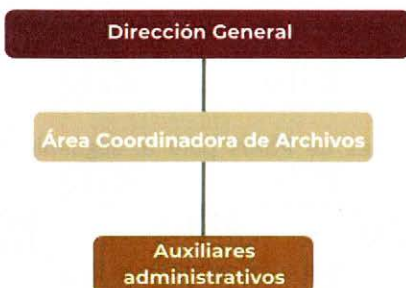 Dirección General
Área Coordinadora de Archivos
Auxiliares
administrativos